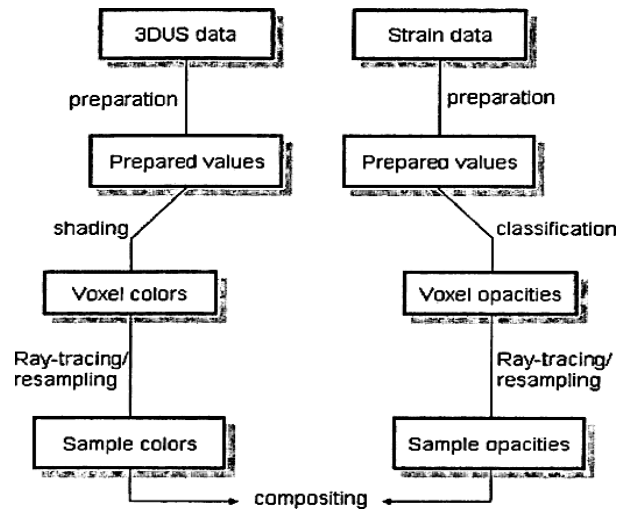 3DUS data
Strain data
preparation
preparation
Prepared values
Prepared values
shading
classification
Voxel colors
Voxel opacities
Ray-tracing/
resampling
Ray-tracing/
resampling
Sample colors
Sample opacities
compositing